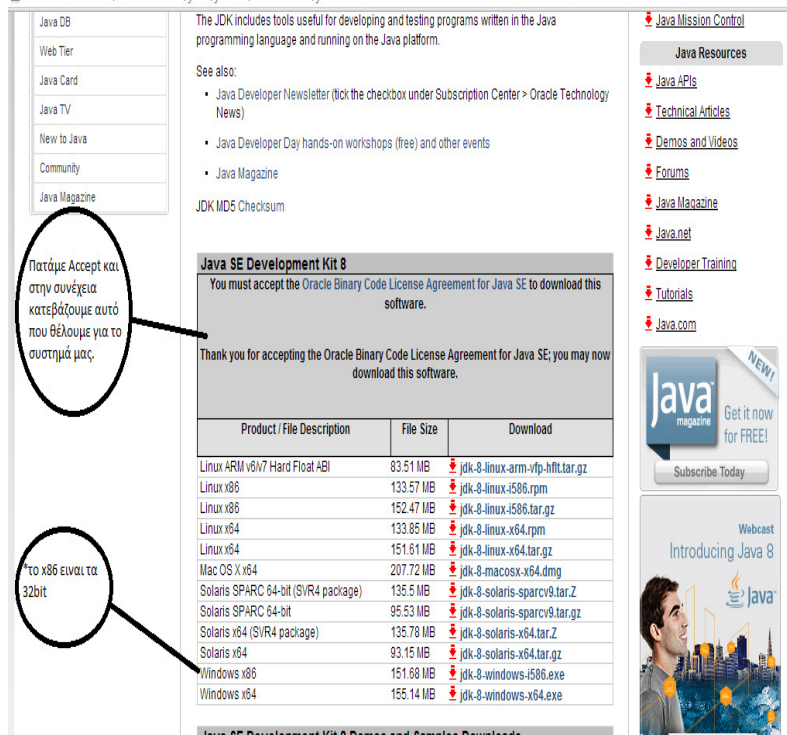 Java DB
Web Tier
Java Card
Java TV
New to Java
Community
Java Magazine
The JDK includes tools useful for developing and testing programs written in the Java
programming language and running on the Java platform.
See also:
Java Developer Newsletter (tick the checkbox under Subscription Center > Oracle Technology
News)
Java Developer Day hands-on workshops (free) and other events
Java Magazine
JDK MD5 Checksum
Πατάμε Accept και
στην συνέχεια
κατεβάζουμε αυτό
που θέλουμε για το
συστημά μας.
Java SE Development Kit 8
You must accept the Oracle Binary Code License Agreement for Java SE to download this
software.
Thank you for accepting the Oracle Binary Code License Agreement for Java SE; you may now
download this software.
Product / File Description File Size Download
Linux ARM v6/v7 Hard Float ABI 83.51 MB jdk-8-linux-arm-vfp-hflt.tar.gz
Linux x86 133.57 MB jdk-8-linux-i586.rpm
Linux x86 152.47 MB jdk-8-linux-i586.tar.gz
Linux x64 133.85 MB jdk-8-linux-x64.rpm
Linux x64 151.61 MB jdk-8-linux-x64.tar.gz
Mac OS X x64 207.72 MB jdk-8-macosx-x64.dmg
Solaris SPARC 64-bit (SVR4 package) 135.5 MB jdk-8-solaris-sparcv9.tar.Z
Solaris SPARC 64-bit 95.53 MB jdk-8-solaris-sparcv9.tar.gz
Solaris x64 (SVR4 package) 135.78 MB jdk-8-solaris-x64.tar.Z
Solaris x64 93.15 MB jdk-8-solaris-x64.tar.gz
Windows x86 151.68 MB jdk-8-windows-i586.exe
Windows x64 155.14 MB jdk-8-windows-x64.exe
*το x86 ειναι τα
32bit
Java SE Development Kit 8 Demos and Samples Downloads
Java Mission Control
Java Resources
Java APIs
Technical Articles
Demos and Videos
Forums
Java Magazine
Java.net
Developer Training
Tutorials
Java.com
NEW!
Java
magazine
Get it now
for FREE!
Subscribe Today
Webcast
Introducing Java 8
Java